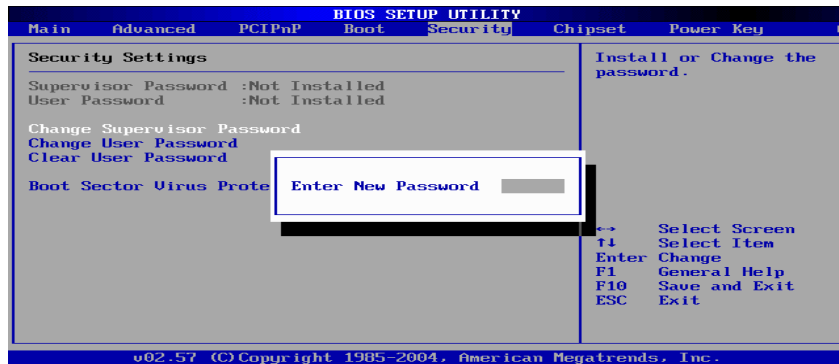 BIOS SETUP UTILITY
Main Advanced PCIPnP Boot Security Chipset Power Key
Security Settings
Supervisor Password :Not Installed
User Password :Not Installed
Change Supervisor Password
Change User Password
Clear User Password
Boot Sector Virus Prote
Enter New Password
Install or Change the
password.
↔ Select Screen
↑↓ Select Item
Enter Change
F1 General Help
F10 Save and Exit
ESC Exit
v02.57 (C)Copyright 1985-2004, American Megatrends, Inc.